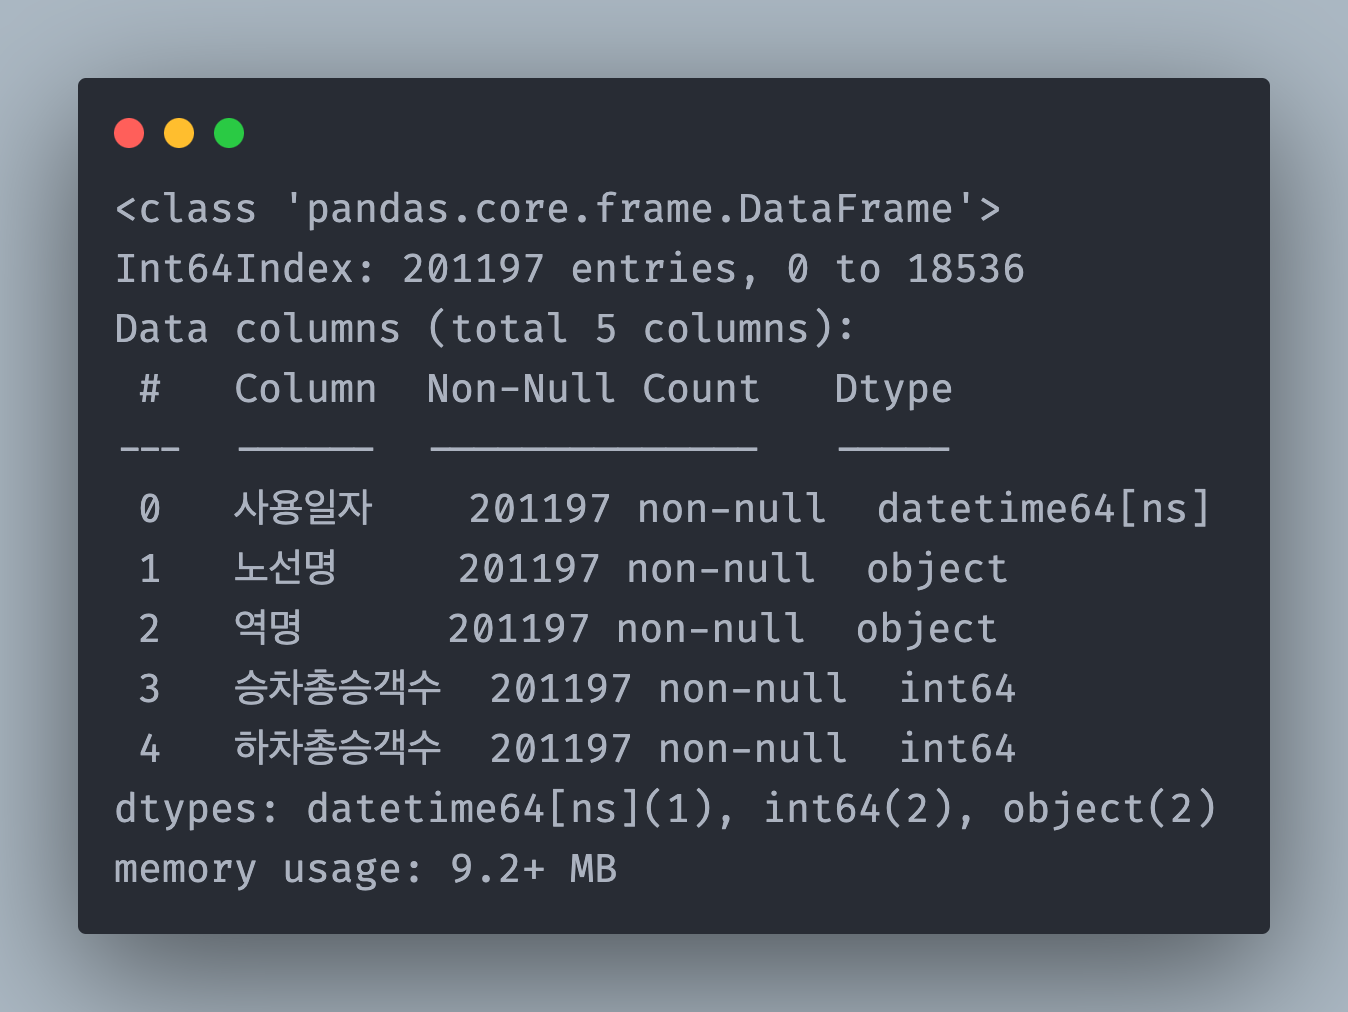 <class 'pandas.core.frame.DataFrame'>
Int64Index: 201197 entries, 0 to 18536
Data columns (total 5 columns):
 #   Column  Non-Null Count   Dtype
---  ------  --------------   -----
 0   사용일자    201197 non-null  datetime64[ns]
 1   노선명     201197 non-null  object
 2   역명      201197 non-null  object
 3   승차총승객수  201197 non-null  int64
 4   하차총승객수  201197 non-null  int64
dtypes: datetime64[ns](1), int64(2), object(2)
memory usage: 9.2+ MB